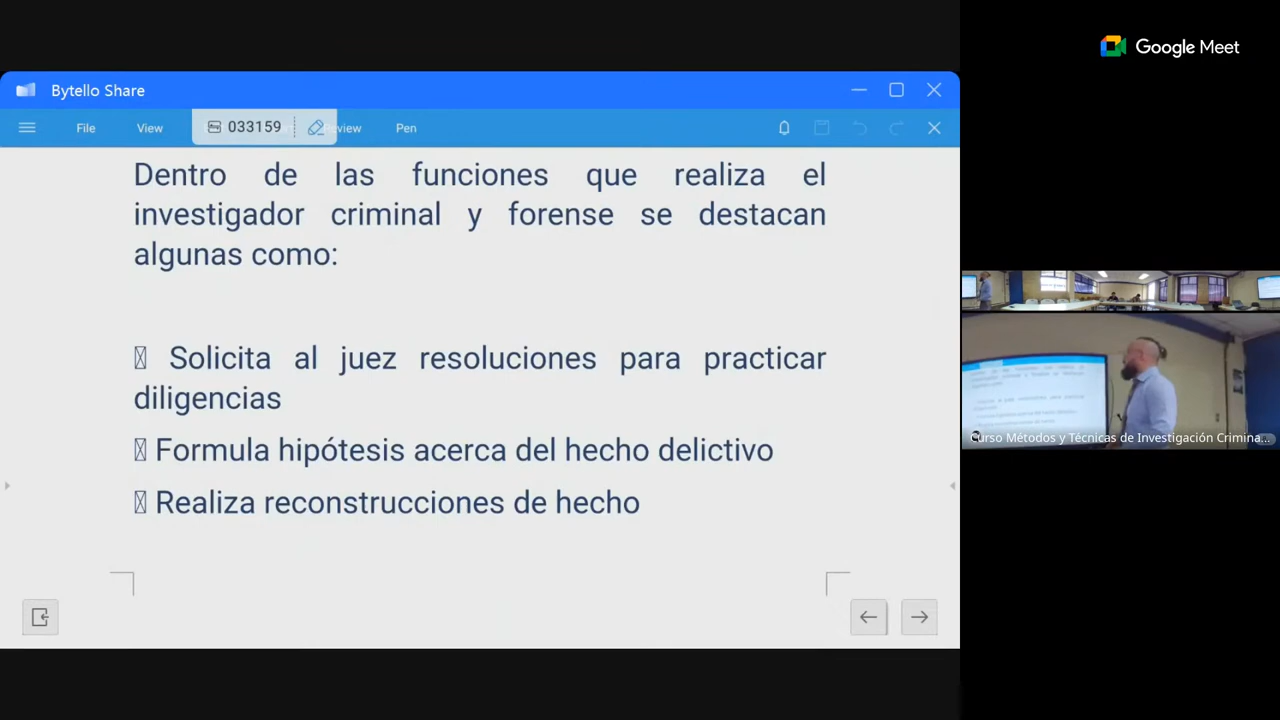 Google Meet
Bytello Share
File View 033159 view Pen
Dentro de las funciones que realiza el
investigador criminal y forense se destacan
algunas como:
Solicita al juez resoluciones para practicar
diligencias
Formula hipótesis acerca del hecho delictivo
Realiza reconstrucciones de hecho
Curso Métodos y Técnicas de Investigación Crimina...